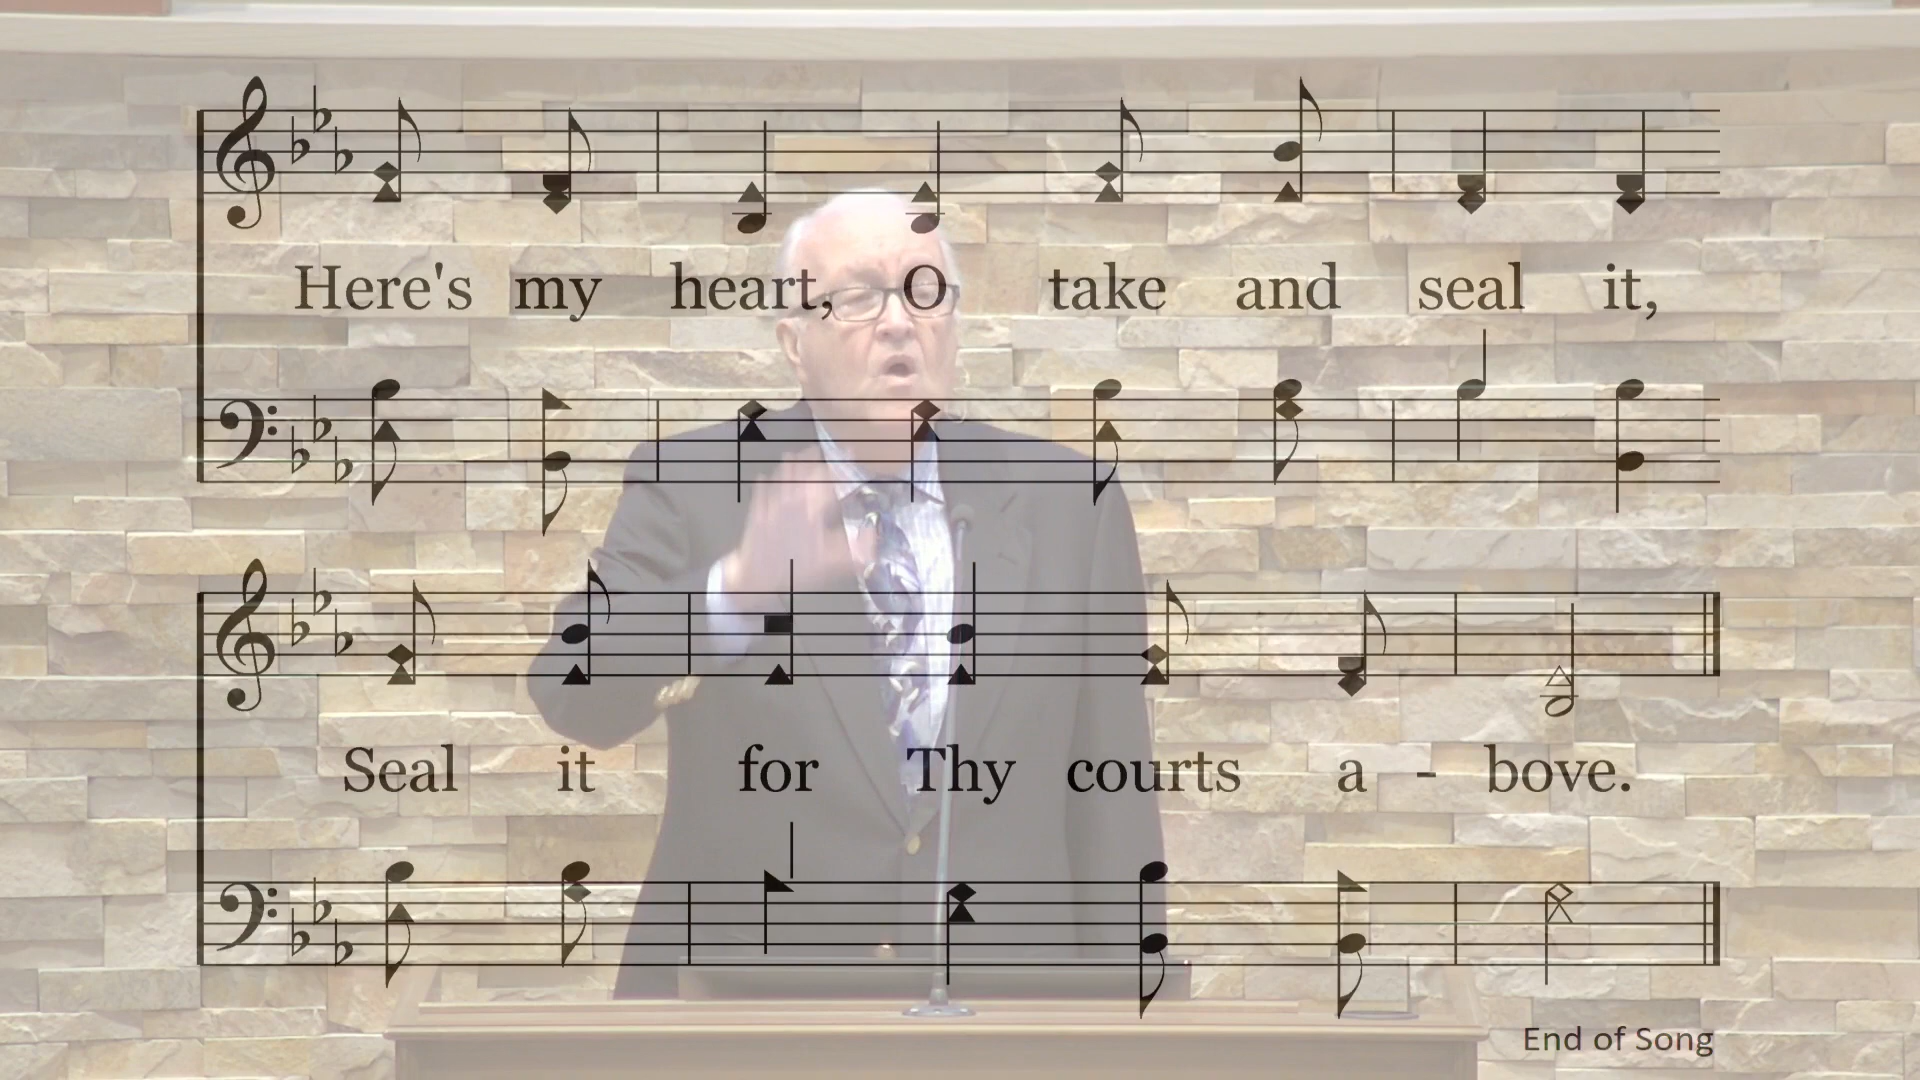 Here's my heart, O take and seal it,
Seal it for Thy courts a - bove.
End of Song